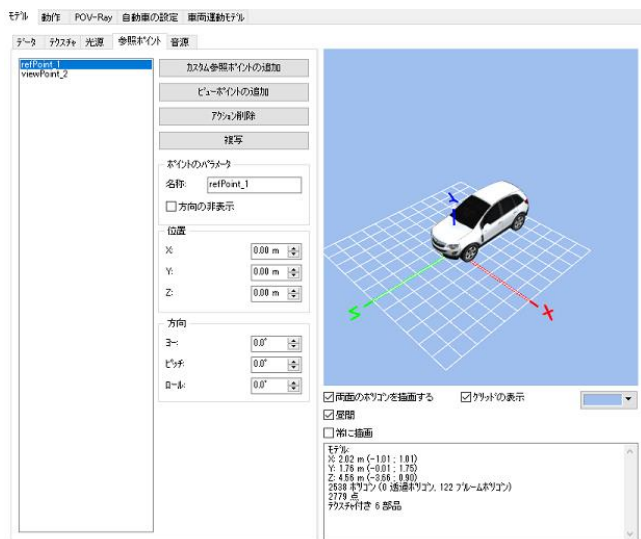 モデル 動作 POV-Ray 自動車の設定 車両運動モデル
データ テクスチャ 光源 参照ポイント 音源
refPoint_1
viewPoint_2
カスタム参照ポイントの追加
ビューポイントの追加
アクション削除
複写
ポイントのパラメータ
名称: refPoint_1
方向の非表示
位置
X: 0.00 m
Y: 0.00 m
Z: 0.00 m
方向
ヨー: 0.0°
ピッチ: 0.0°
ロール: 0.0°
Y
S
X
両面のポリゴンを描画する グリッドの表示
昼間
常に描画
モデル:
X: 2.02 m (-1.01 ; 1.01)
Y: 1.76 m (-0.01 ; 1.75)
Z: 4.56 m (-3.66 ; 0.90)
2538 ポリゴン (0 透過ポリゴン, 122 プルームポリゴン)
2779 点
テクスチャ付き 6 部品